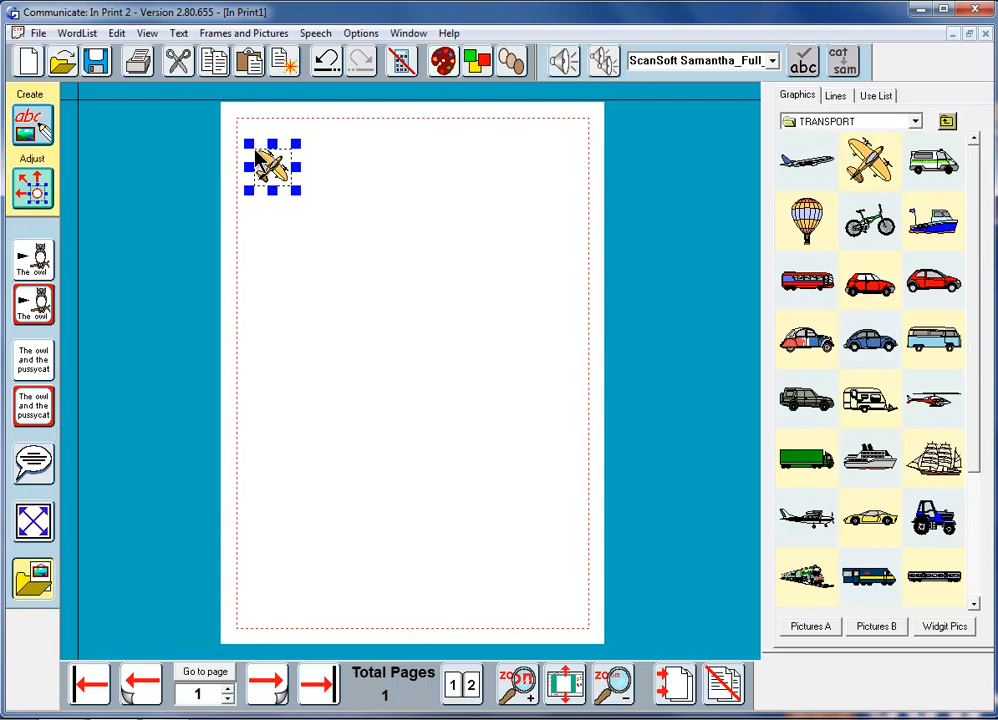 Communicate: In Print 2 - Version 2.80.655 - [In Print1]
File WordList Edit View Text Frames and Pictures Speech Options Window Help
abc cat sam
ScanSoft Samantha_Full_
Create
abc
Adjust
The owl
The owl
The owl
and the
pussycat
The owl
and the
pussycat
Graphics Lines Use List
TRANSPORT
Pictures A Pictures B Widgit Pics
Go to page
1
Total Pages
1
1 2
zoom +
zoom -